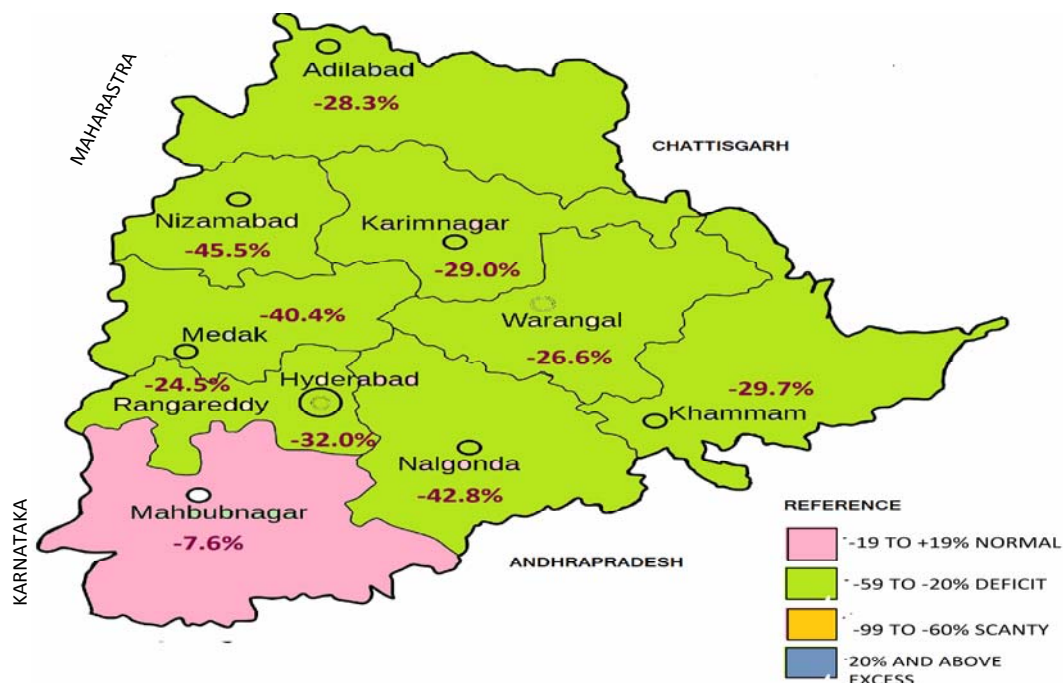 MAHARASTRA
Adilabad
-28.3%
CHATTISGARH
Nizamabad
-45.5%
Karimnagar
-29.0%
-40.4%
Medak
Warangal
-26.6%
-24.5%
Rangareddy
Hyderabad
-32.0%
-29.7%
Khammam
Nalgonda
-42.8%
Mahbubnagar
-7.6%
KARNATAKA
ANDHRAPRADESH
REFERENCE
-19 TO +19% NORMAL
-59 TO -20% DEFICIT
-99 TO -60% SCANTY
20% AND ABOVE
EXCESS